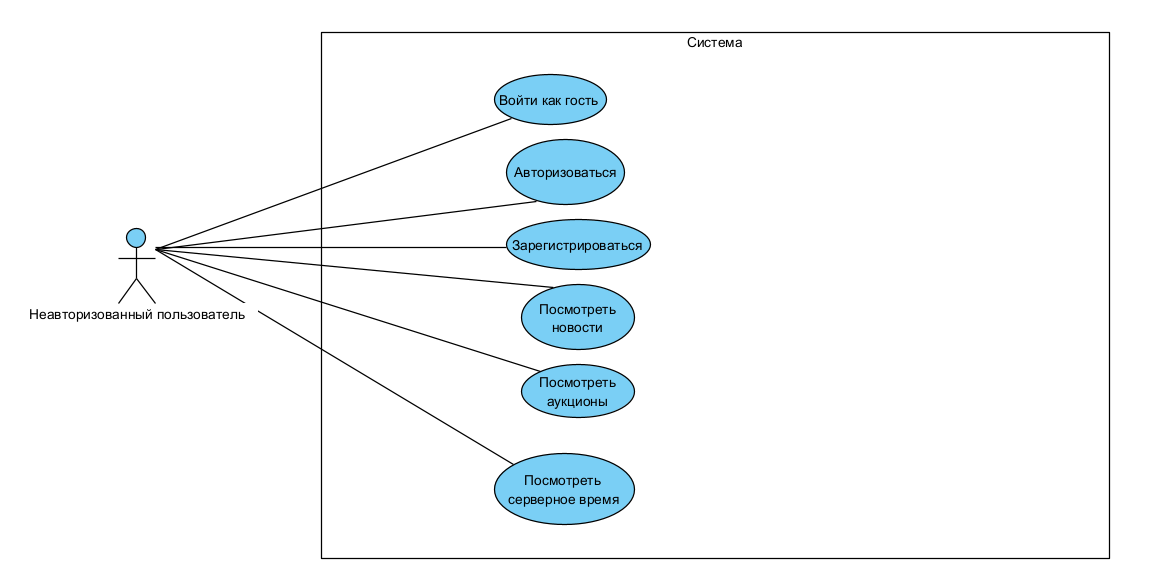 Система
Войти как гость
Авторизоваться
Зарегистрироваться
Неавторизованный пользователь
Посмотреть
новости
Посмотреть
аукционы
Посмотреть
серверное время